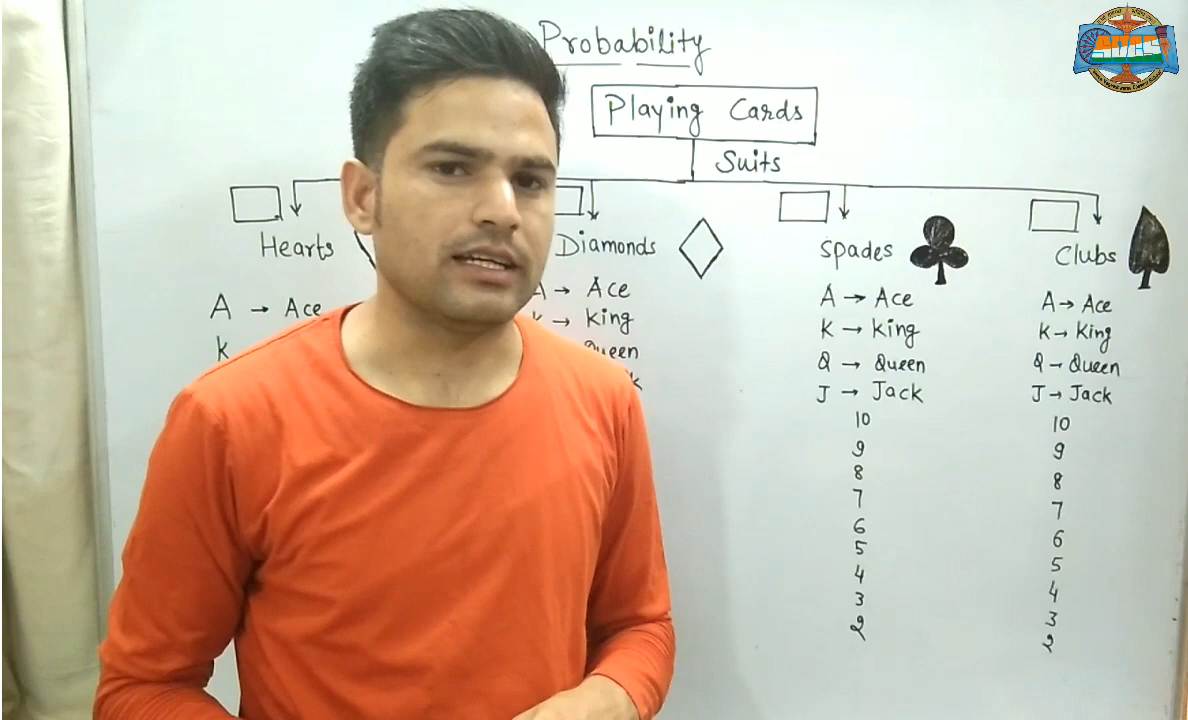 Probability
Playing Cards
Suits
Hearts
Diamonds
Spades
Clubs
A → Ace
K
A → Ace
K → King
Queen
A → Ace
K → King
Q → Queen
J → Jack
10
9
8
7
6
5
4
3
2
A → Ace
K → King
Q → Queen
J → Jack
10
9
8
7
6
5
4
3
2